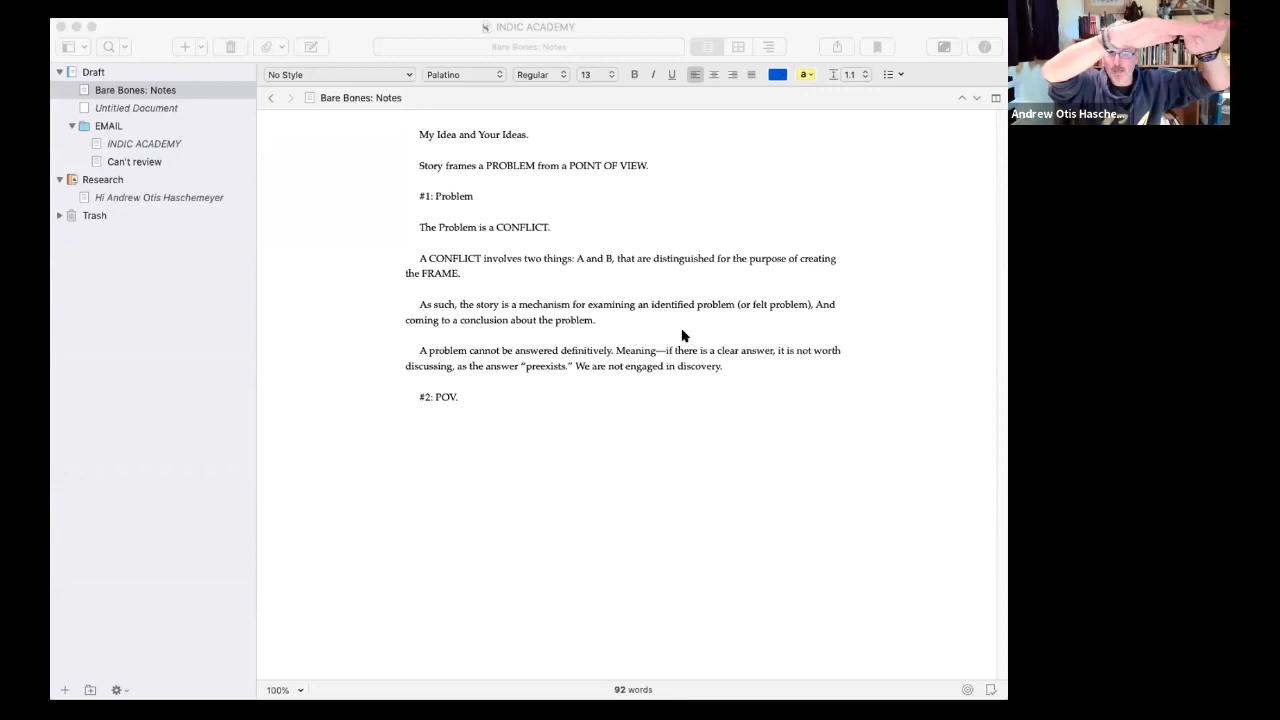 INDIC ACADEMY
Bare Bones: Notes
No Style
Palatino
Regular
13
B
I
U
a
1.1
Bare Bones: Notes
Andrew Otis Hasche...
Draft
Bare Bones: Notes
Untitled Document
EMAIL
INDIC ACADEMY
Can't review
Research
Hi Andrew Otis Haschemeyer
Trash
My Idea and Your Ideas.
Story frames a PROBLEM from a POINT OF VIEW.
#1: Problem
The Problem is a CONFLICT.
A CONFLICT involves two things: A and B, that are distinguished for the purpose of creating
the FRAME.
As such, the story is a mechanism for examining an identified problem (or felt problem), And
coming to a conclusion about the problem.
A problem cannot be answered definitively. Meaning—if there is a clear answer, it is not worth
discussing, as the answer “preexists.” We are not engaged in discovery.
#2: POV.
100%
92 words